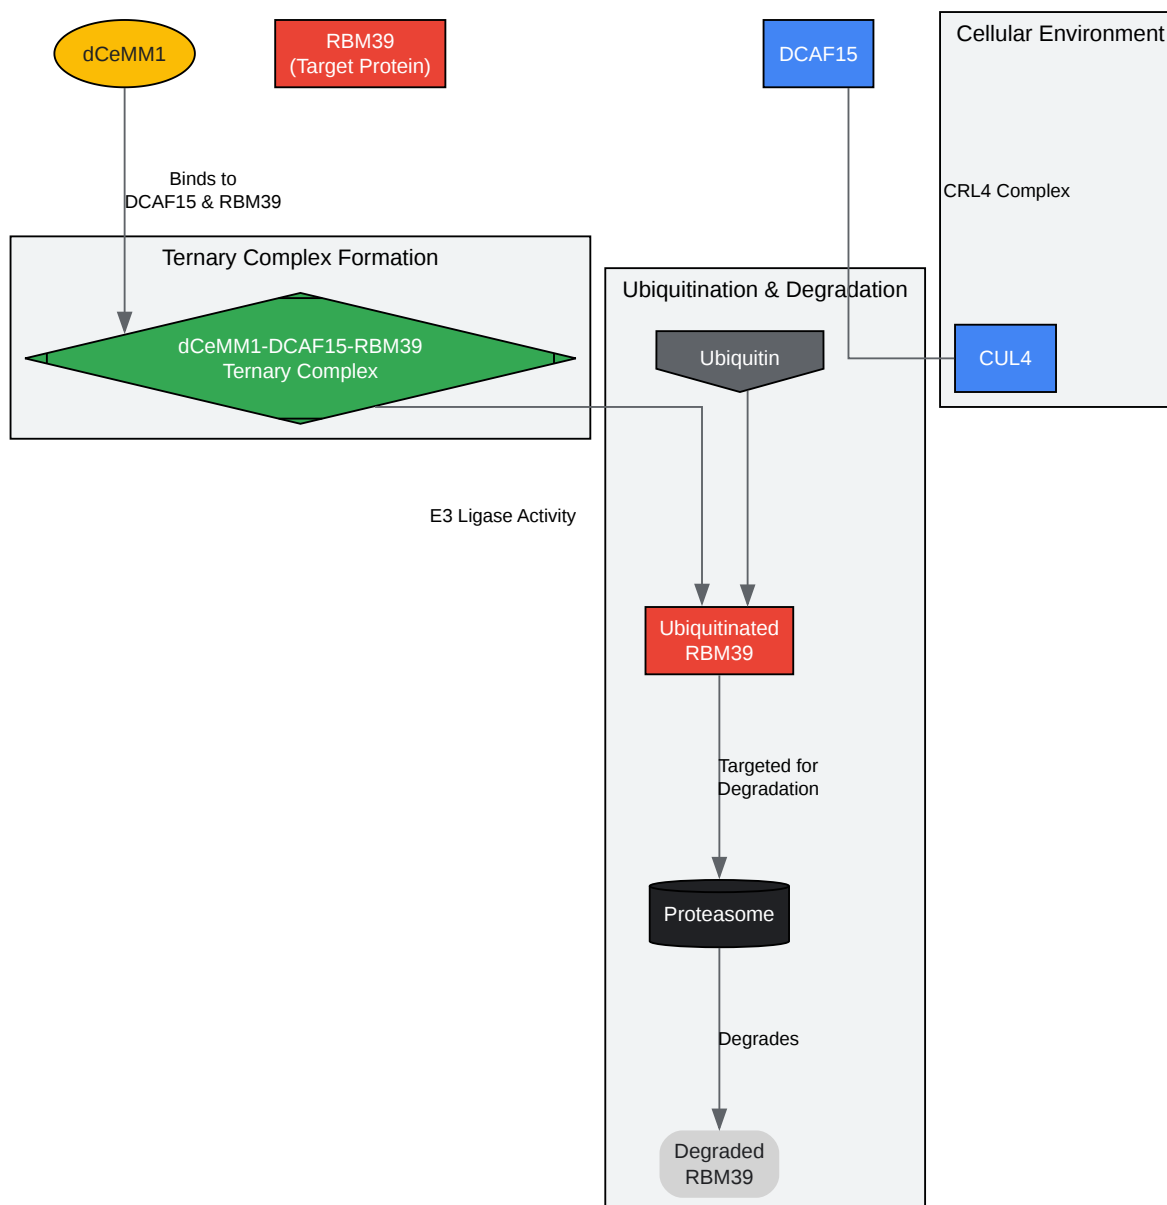 dCeMM1
RBM39
(Target Protein)
DCAF15
Cellular Environment
Binds to
DCAF15 & RBM39
CRL4 Complex
Ternary Complex Formation
Ubiquitination & Degradation
dCeMM1-DCAF15-RBM39
Ternary Complex
Ubiquitin
CUL4
E3 Ligase Activity
Ubiquitinated
RBM39
Targeted for
Degradation
Proteasome
Degrades
Degraded
RBM39